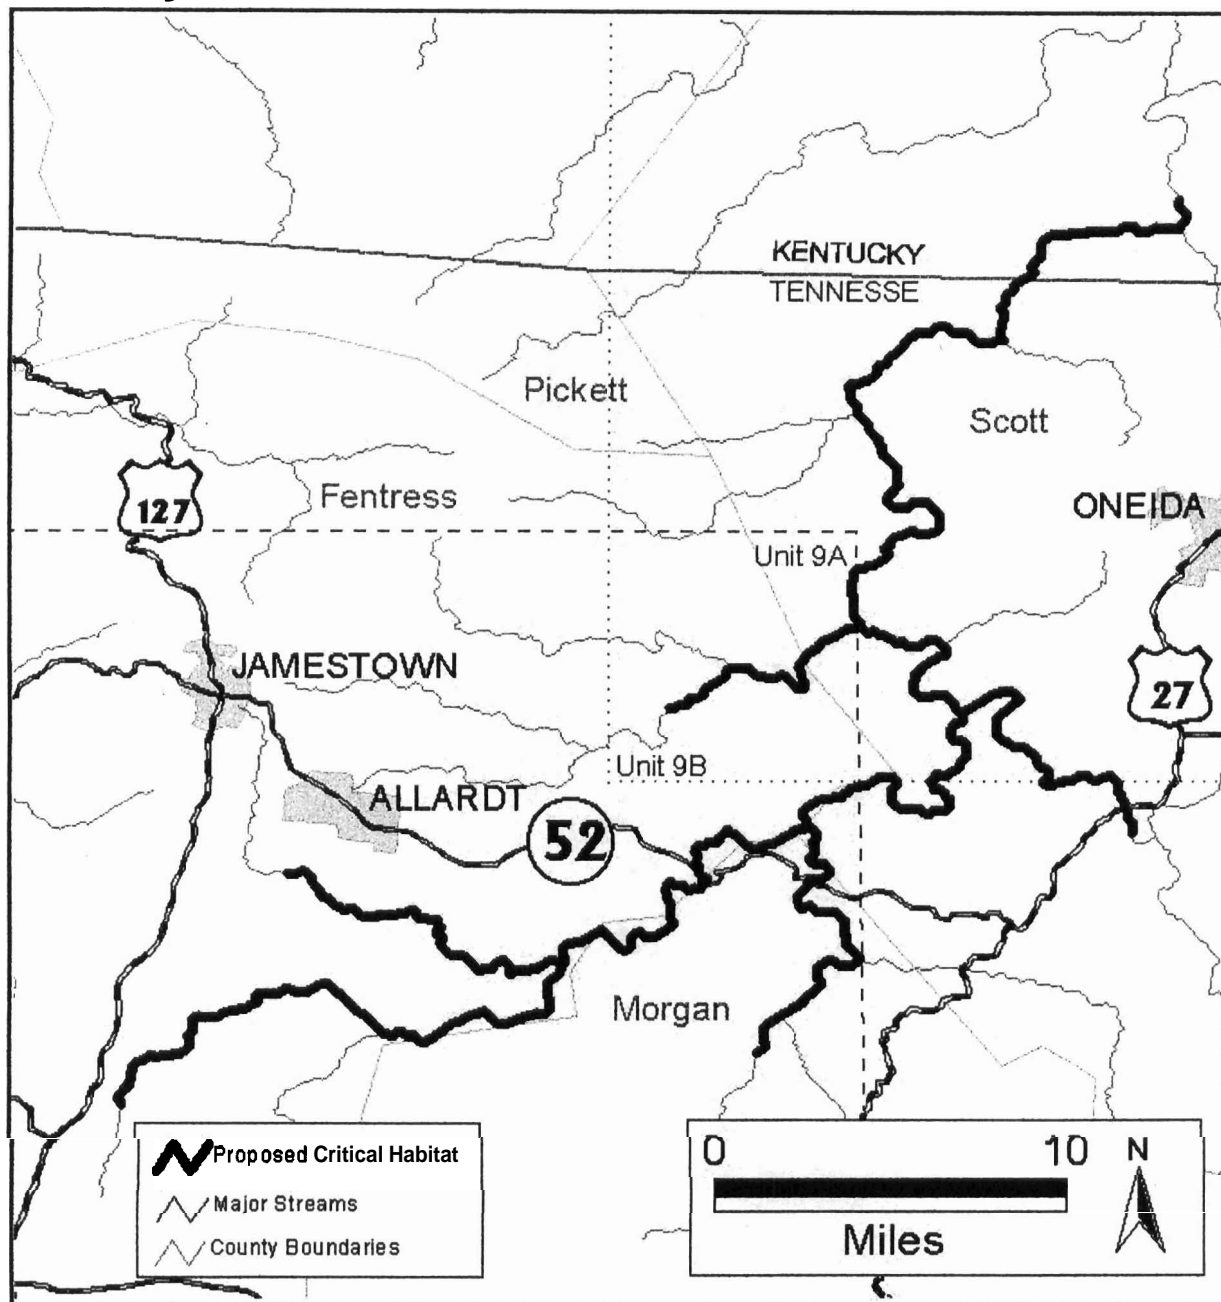 KENTUCKY
TENNESSE
Pickett
Scott
127
Fentress
ONEIDA
Unit 9A
JAMESTOWN
27
Unit 9B
ALLARDT
52
Morgan
Proposed Critical Habitat
Major Streams
County Boundaries
0 10 N
Miles